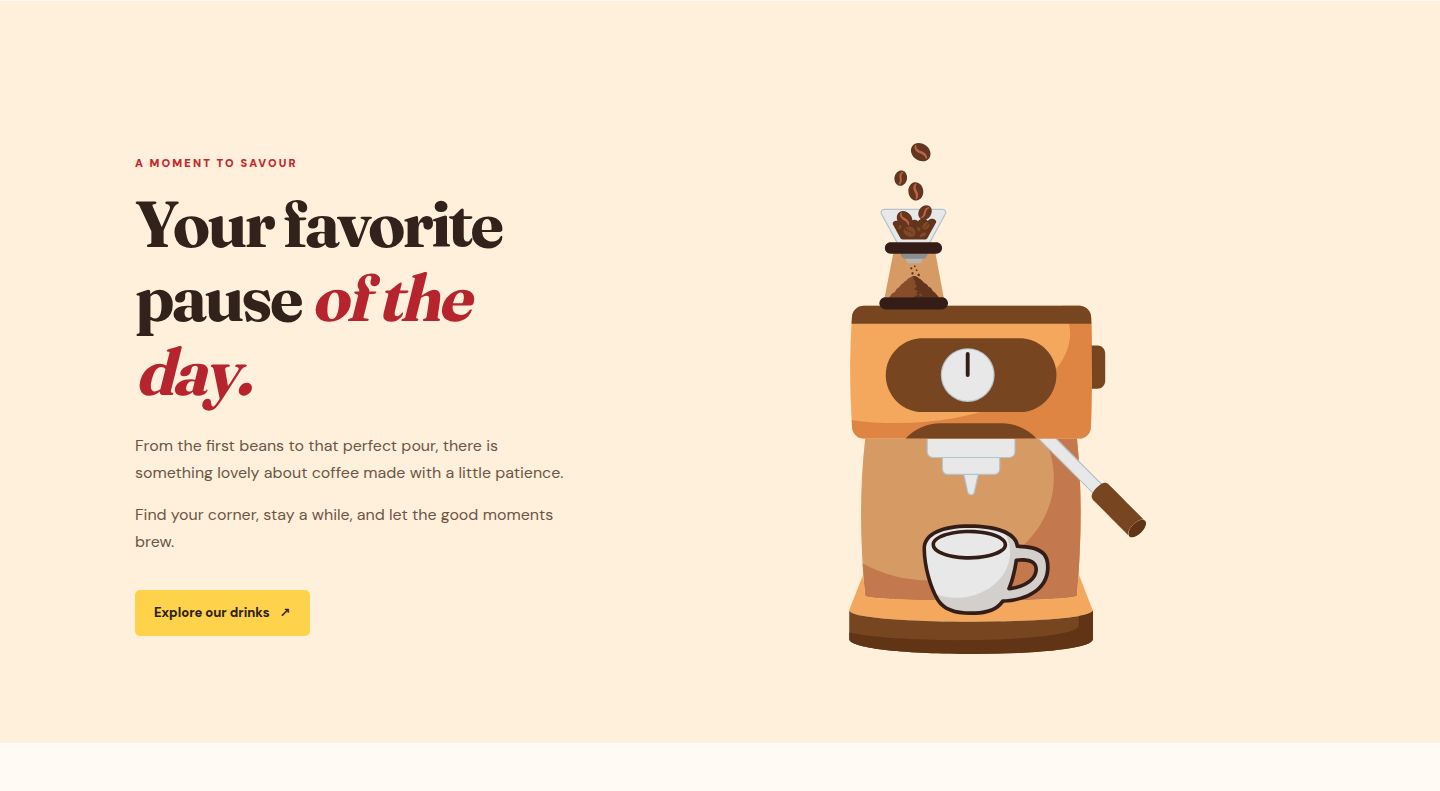 A MOMENT TO SAVOUR
Your favorite
pause of the
day.
From the first beans to that perfect pour, there is
something lovely about coffee made with a little patience.
Find your corner, stay a while, and let the good moments
brew.
Explore our drinks ↗